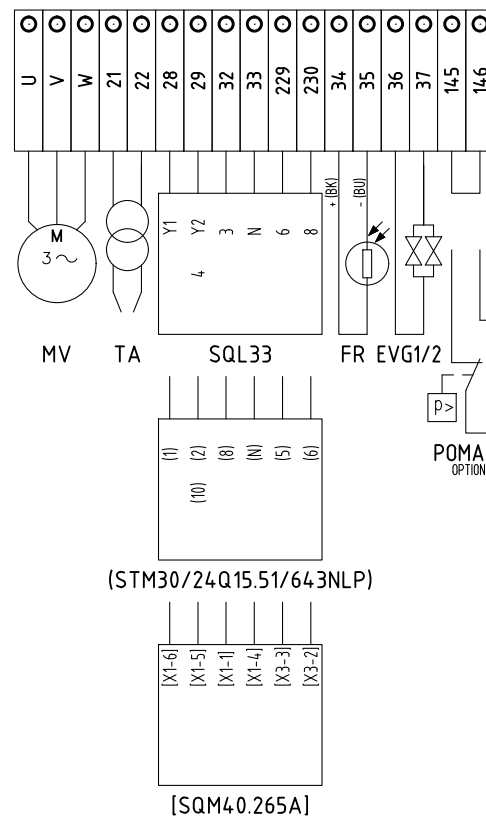 U V W 21 22 28 29 32 33 229 230 34 35 36 37 145 146
+ (BK) - (BU)
Y1 Y2 3 N 6 8
4
M
3~
MV TA SQL33 FR EVG1/2
p>
POMA
OPTION
(1) (2) (8) (N) (5) (6)
(10)
(STM30/24Q15.51/643NLP)
[X1-6] [X1-5] [X1-1] [X1-4] [X3-3] [X3-2]
[SQM40.265A]